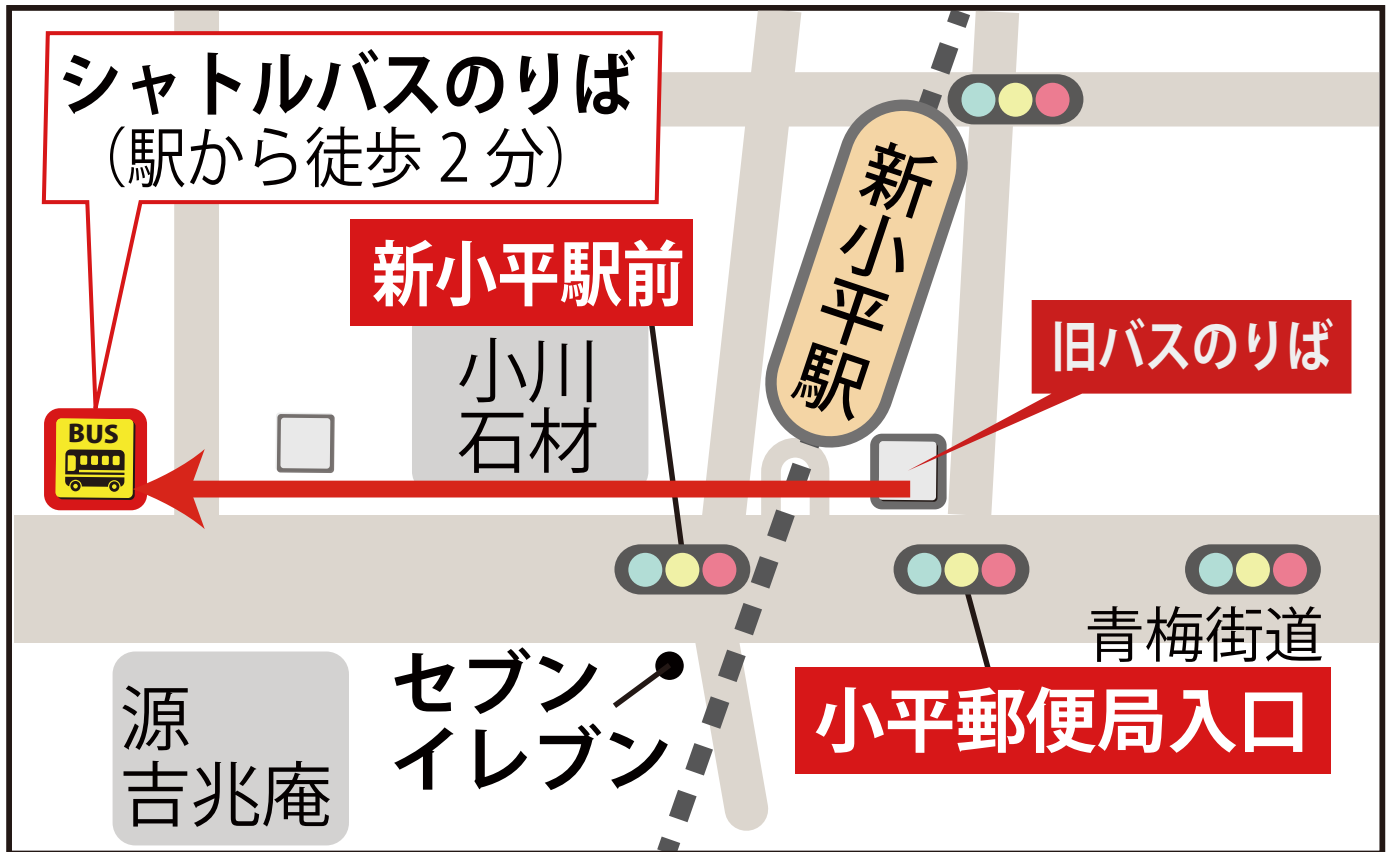 シャトルバスのりば
（駅から徒歩 2 分）
新小平駅前
新小平駅
旧バスのりば
小川
石材
BUS
青梅街道
セブン
イレブン
小平郵便局入口
源
吉兆庵